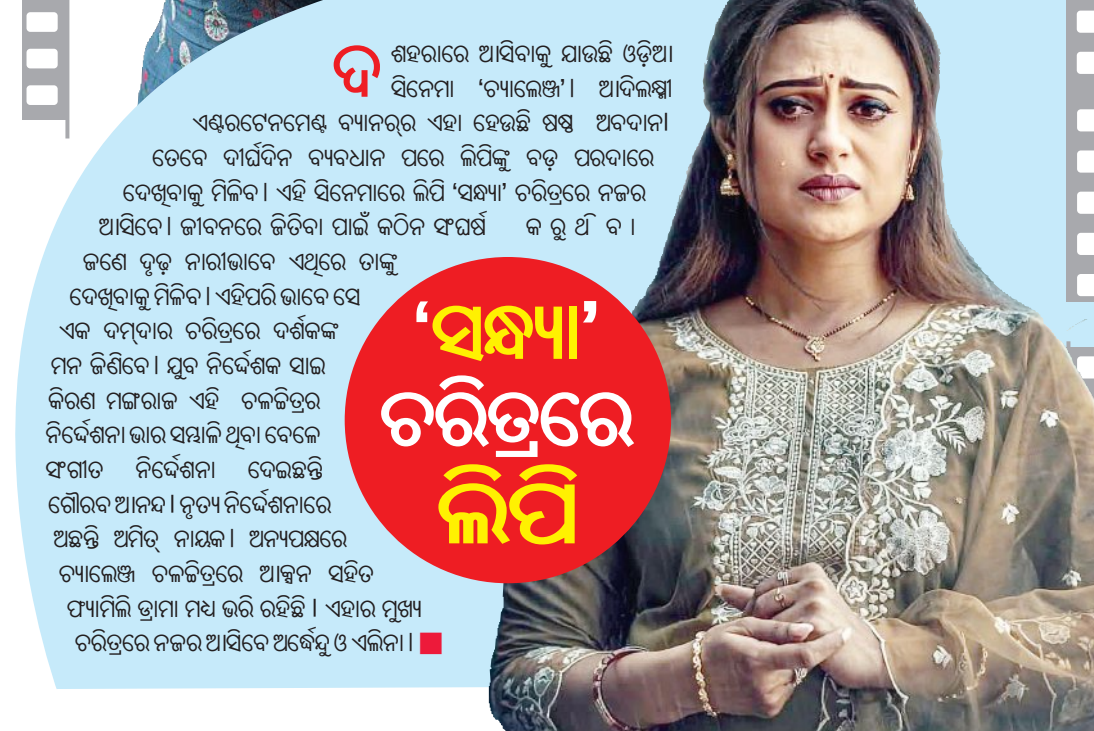 ଦଶହରାରେ ଆସିବାକୁ ଯାଉଛି ଓଡ଼ିଆ
ସିନେମା ‘ଚ୍ୟାଲେଞ୍ଜ’। ଆଦିଲକ୍ଷ୍ମୀ
ଏଣ୍ଟରଟେନମେଣ୍ଟ ବ୍ୟାନର୍‌ର ଏହା ହେଉଛି ଷଷ୍ଠ ଅବଦାନ।
ତେବେ ଦୀର୍ଘଦିନ ବ୍ୟବଧାନ ପରେ ଲିପିଙ୍କୁ ବଡ଼ ପରଦାରେ
ଦେଖିବାକୁ ମିଳିବ। ଏହି ସିନେମାରେ ଲିପି ‘ସନ୍ଧ୍ୟା’ ଚରିତ୍ରରେ ନଜର
ଆସିବେ। ଜୀବନରେ ଜିତିବା ପାଇଁ କଠିନ ସଂଘର୍ଷ କରୁଥିବା
ଜଣେ ଦୃଢ଼ ନାରୀଭାବେ ଏଥିରେ ତାଙ୍କୁ
ଦେଖିବାକୁ ମିଳିବ। ଏହିପରି ଭାବେ ସେ
ଏକ ଦମ୍‌ଦାର ଚରିତ୍ରରେ ଦର୍ଶକଙ୍କ
ମନ ଜିଣିବେ। ଯୁବ ନିର୍ଦ୍ଦେଶକ ସାଇ
କିରଣ ମଙ୍ଗରାଜ ଏହି ଚଳଚ୍ଚିତ୍ରର
ନିର୍ଦ୍ଦେଶନା ଭାର ସମ୍ଭାଳି ଥିବା ବେଳେ
ସଂଗୀତ ନିର୍ଦ୍ଦେଶନା ଦେଇଛନ୍ତି
ଗୌରବ ଆନନ୍ଦ। ନୃତ୍ୟ ନିର୍ଦ୍ଦେଶନାରେ
ଅଛନ୍ତି ଅମିତ୍ ନାୟକ। ଅନ୍ୟପକ୍ଷରେ
ଚ୍ୟାଲେଞ୍ଜ ଚଳଚ୍ଚିତ୍ରରେ ଆକ୍ସନ ସହିତ
ଫ୍ୟାମିଲି ଡ୍ରାମା ମଧ୍ୟ ଭରି ରହିଛି। ଏହାର ମୁଖ୍ୟ
ଚରିତ୍ରରେ ନଜର ଆସିବେ ଅର୍ଦ୍ଧେନ୍ଦୁ ଓ ଏଲିନା।
‘ସନ୍ଧ୍ୟା’
ଚରିତ୍ରରେ
ଲିପି